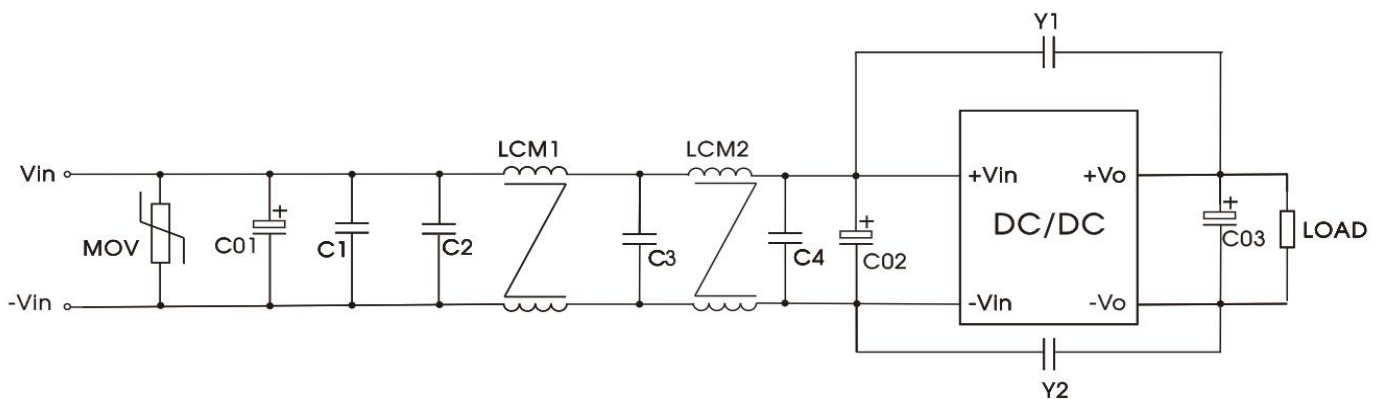 Y1
LCM1
LCM2
Vin
+Vin
+Vo
MOV
+
C01
C1
C2
C3
C4
+
C02
DC/DC
+
C03
LOAD
-Vin
-Vin
-Vo
Y2